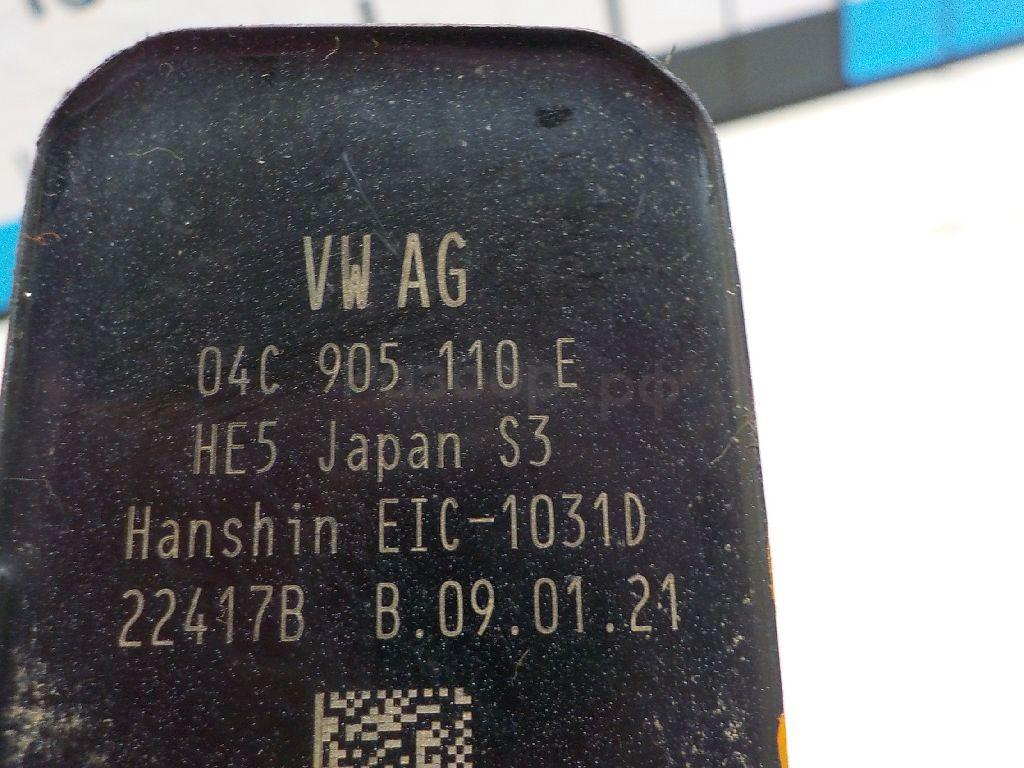 VW AG
04C 905 110 E
HE5 Japan S3
Hanshin EIC-1031D
22417B B.09.01.21